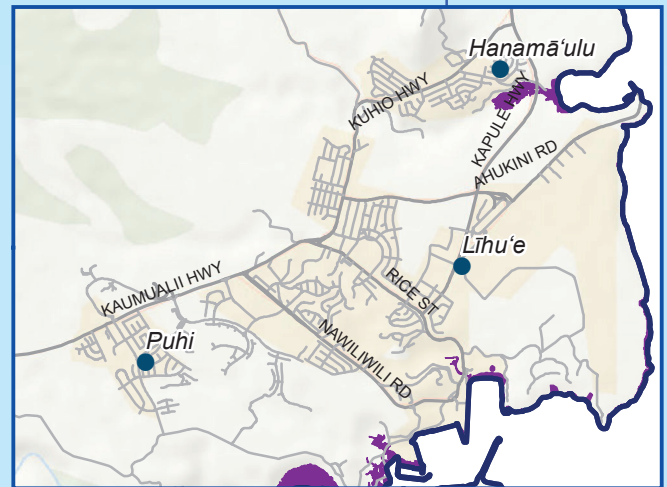 Hanamāʻulu
KUHIO HWY
KAPULE HWY
AHUKINI RD
Līhuʻe
KAUMUALII HWY
RICE ST
Puhi
NAWILIWILI RD